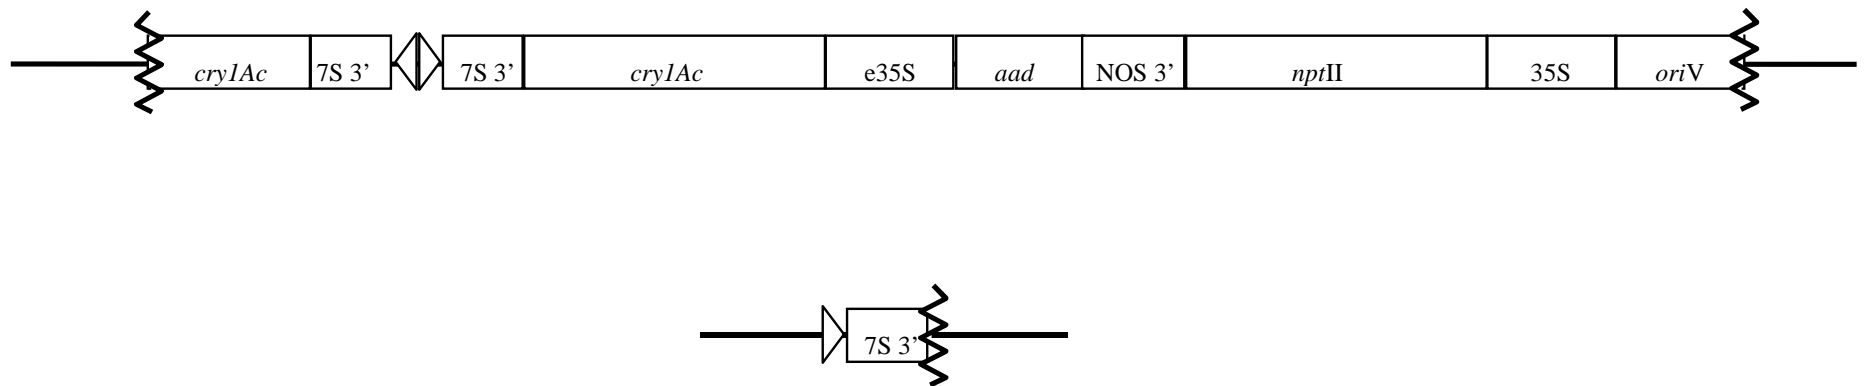 cry1Ac 7S 3’ 7S 3’ cry1Ac e35S aad NOS 3’ nptII 35S oriV
7S 3’